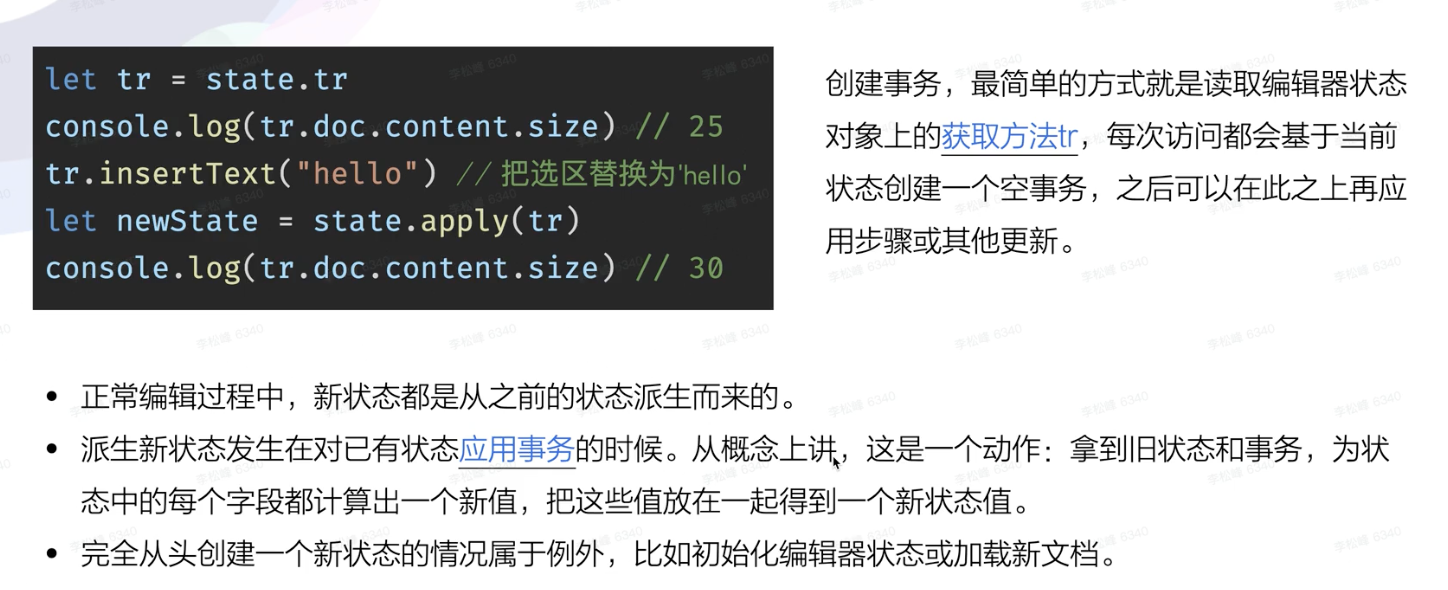 let tr = state.tr
console.log(tr.doc.content.size) // 25
tr.insertText("hello") // 把选区替换为'hello'
let newState = state.apply(tr)
console.log(tr.doc.content.size) // 30
创建事务，最简单的方式就是读取编辑器状态
对象上的获取方法tr，每次访问都会基于当前
状态创建一个空事务，之后可以在此之上再应
用步骤或其他更新。
• 正常编辑过程中，新状态都是从之前的状态派生而来的。
• 派生新状态发生在对已有状态应用事务的时候。从概念上讲，这是一个动作：拿到旧状态和事务，为状
态中的每个字段都计算出一个新值，把这些值放在一起得到一个新状态值。
• 完全从头创建一个新状态的情况属于例外，比如初始化编辑器状态或加载新文档。
李松峰 6340